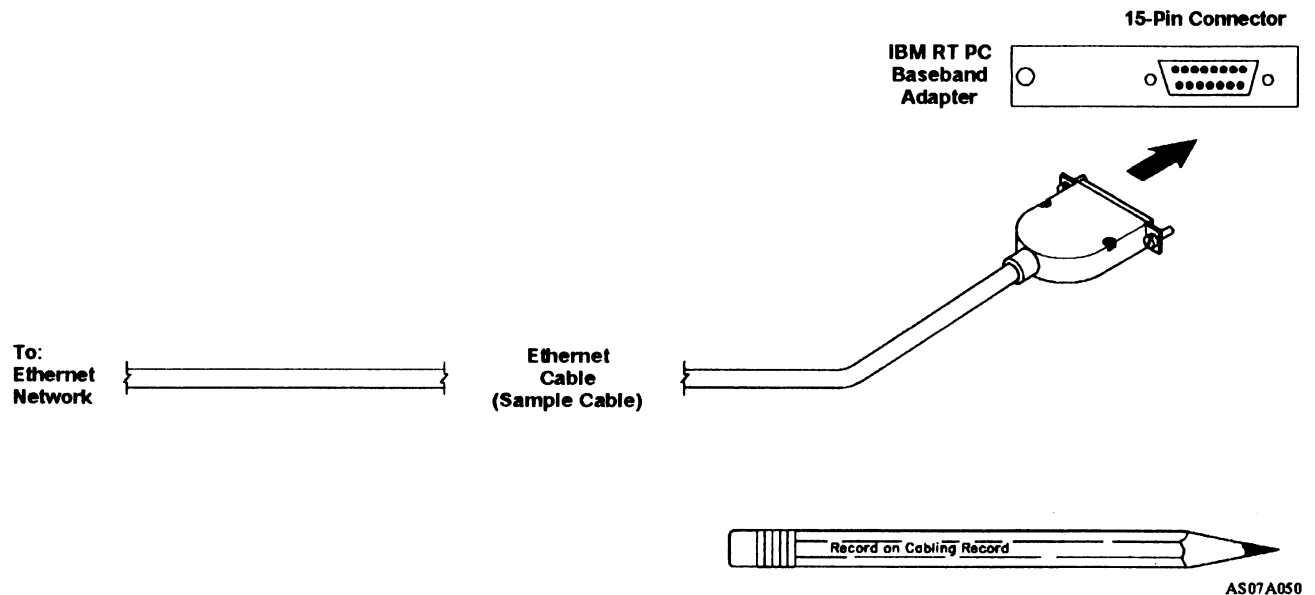 15-Pin Connector
IBM RT PC
Baseband
Adapter
To:
Ethernet
Network
Ethernet
Cable
(Sample Cable)
Record on Cabling Record
AS07A050